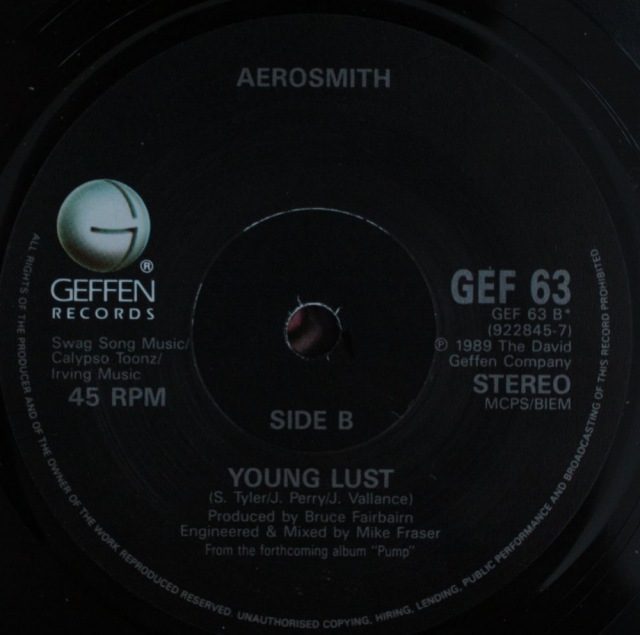 AEROSMITH
GEFFEN ®
RECORDS
Swag Song Music/
Calypso Toonz/
Irving Music
45 RPM
GEF 63
GEF 63 B*
(922845-7)
℗ 1989 The David
Geffen Company
STEREO
MCPS/BIEM
SIDE B
YOUNG LUST
(S. Tyler/J. Perry/J. Vallance)
Produced by Bruce Fairbairn
Engineered & Mixed by Mike Fraser
From the forthcoming album "Pump"
ALL RIGHTS OF THE PRODUCER AND OF THE OWNER OF THE WORK REPRODUCED RESERVED. UNAUTHORISED COPYING, HIRING, LENDING, PUBLIC PERFORMANCE AND BROADCASTING OF THIS RECORD PROHIBITED